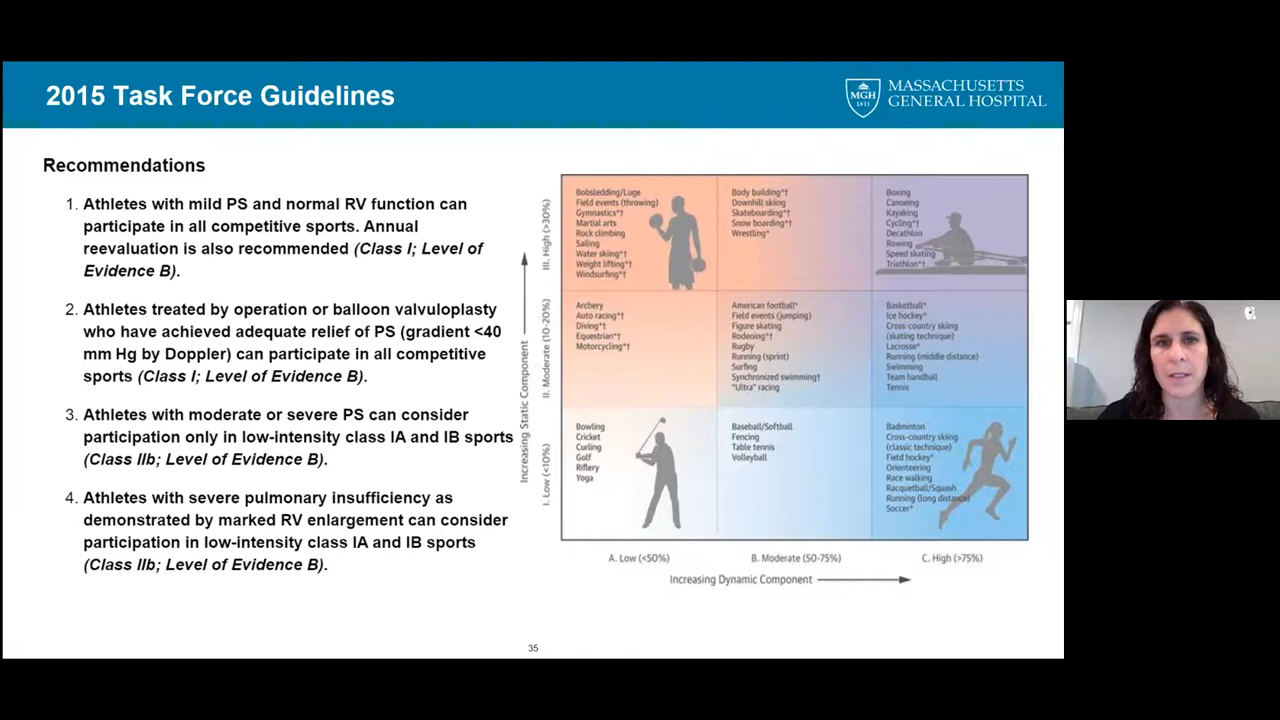 2015 Task Force Guidelines
MASSACHUSETTS
GENERAL HOSPITAL
MGH
1811
Recommendations
1. Athletes with mild PS and normal RV function can
participate in all competitive sports. Annual
reevaluation is also recommended (Class I; Level of
Evidence B).
2. Athletes treated by operation or balloon valvuloplasty
who have achieved adequate relief of PS (gradient <40
mm Hg by Doppler) can participate in all competitive
sports (Class I; Level of Evidence B).
3. Athletes with moderate or severe PS can consider
participation only in low-intensity class IA and IB sports
(Class IIb; Level of Evidence B).
4. Athletes with severe pulmonary insufficiency as
demonstrated by marked RV enlargement can consider
participation in low-intensity class IA and IB sports
(Class IIb; Level of Evidence B).
Increasing Static Component
III. High (>30%)
Bobsledding/Luge
Field events (throwing)
Gymnastics*†
Martial arts
Rock climbing
Sailing
Water skiing*†
Weight lifting*†
Windsurfing*†
Body building*†
Downhill skiing
Skateboarding*†
Snow boarding*†
Wrestling*
Boxing
Canoeing
Kayaking
Cycling*†
Decathlon
Rowing
Speed skating
Triathlon*†
II. Moderate (10-20%)
Archery
Auto racing*†
Diving*†
Equestrian*†
Motorcycling*†
American football*
Field events (jumping)
Figure skating
Rodeoing*†
Rugby
Running (sprint)
Surfing
Synchronized swimming†
"Ultra" racing
Basketball*
Ice hockey*
Cross-country skiing
(skating technique)
Lacrosse*
Running (middle distance)
Swimming
Team handball
Tennis
I. Low (<10%)
Bowling
Cricket
Curling
Golf
Riflery
Yoga
Baseball/Softball
Fencing
Table tennis
Volleyball
Badminton
Cross-country skiing
(classic technique)
Field hockey*
Orienteering
Race walking
Racquetball/Squash
Running (long distance)
Soccer*
A. Low (<50%)
B. Moderate (50-75%)
C. High (>75%)
Increasing Dynamic Component
35